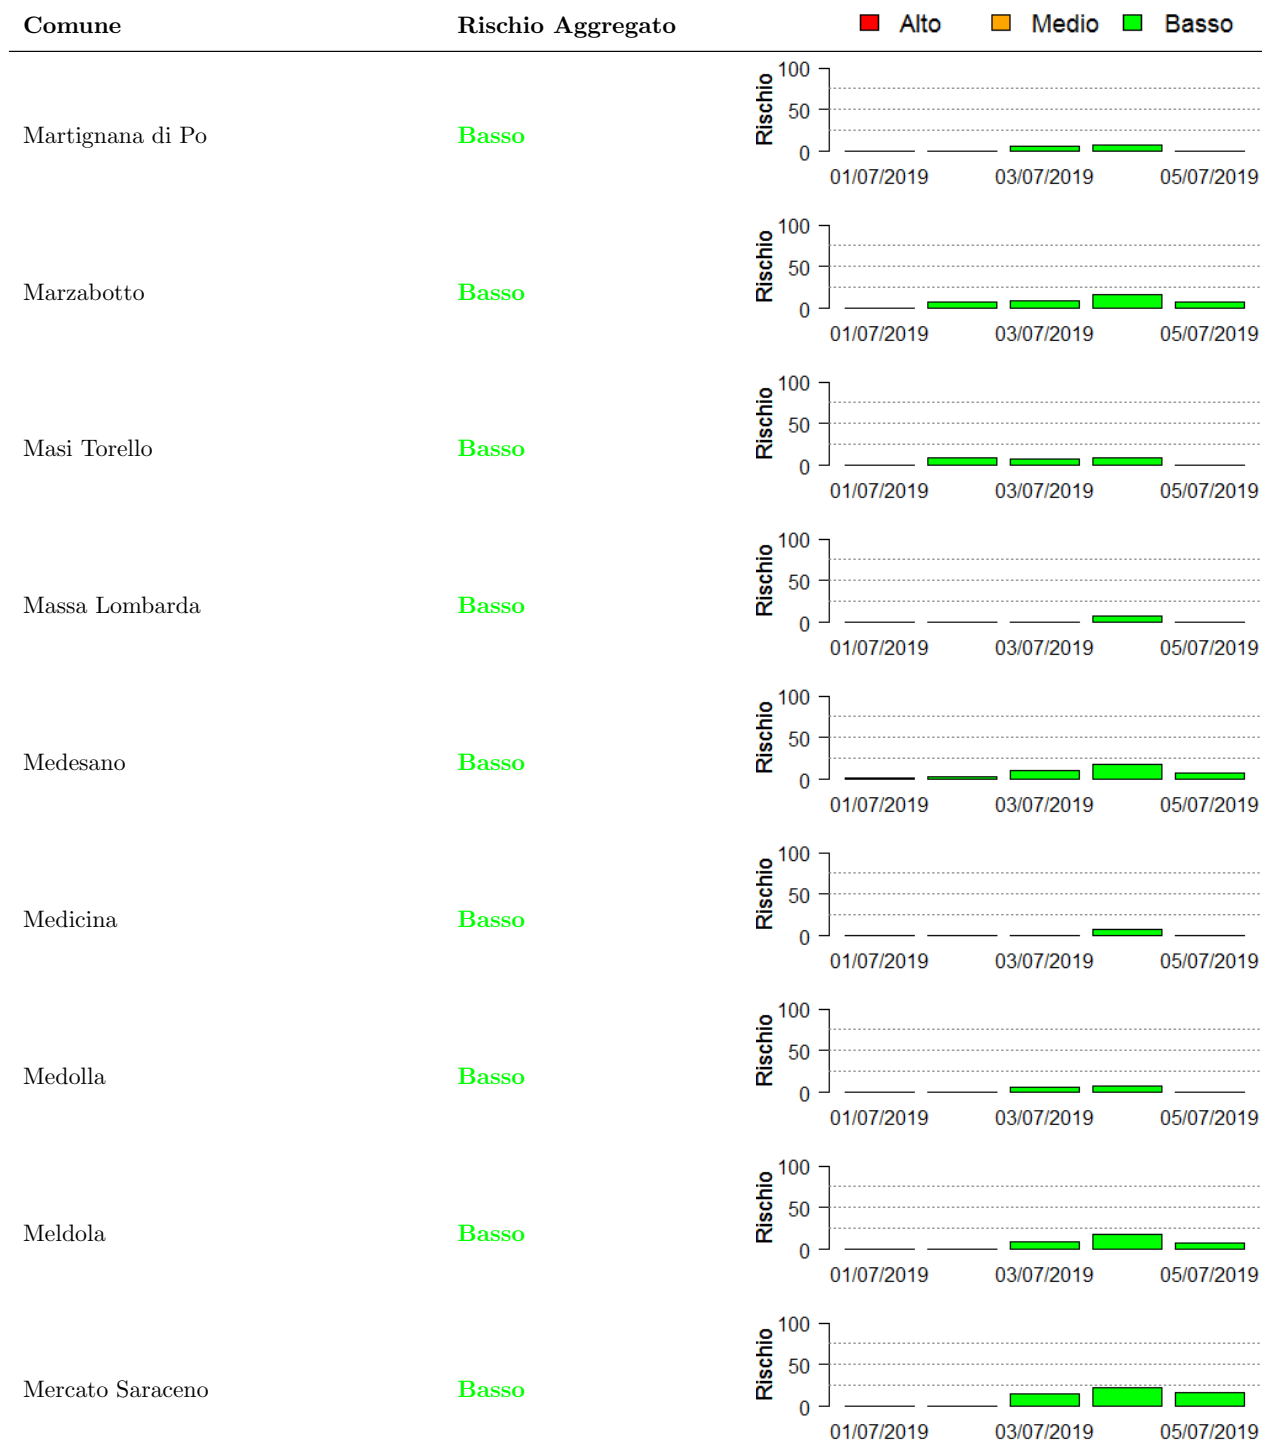 Comune Rischio Aggregato Alto Medio Basso
100
50
0
Rischio
Martignana di Po Basso
01/07/2019 03/07/2019 05/07/2019
100
50
0
Rischio
Marzabotto Basso
01/07/2019 03/07/2019 05/07/2019
100
50
0
Rischio
Masi Torello Basso
01/07/2019 03/07/2019 05/07/2019
100
50
0
Rischio
Massa Lombarda Basso
01/07/2019 03/07/2019 05/07/2019
100
50
0
Rischio
Medesano Basso
01/07/2019 03/07/2019 05/07/2019
100
50
0
Rischio
Medicina Basso
01/07/2019 03/07/2019 05/07/2019
100
50
0
Rischio
Medolla Basso
01/07/2019 03/07/2019 05/07/2019
100
50
0
Rischio
Meldola Basso
01/07/2019 03/07/2019 05/07/2019
100
50
0
Rischio
Mercato Saraceno Basso
01/07/2019 03/07/2019 05/07/2019